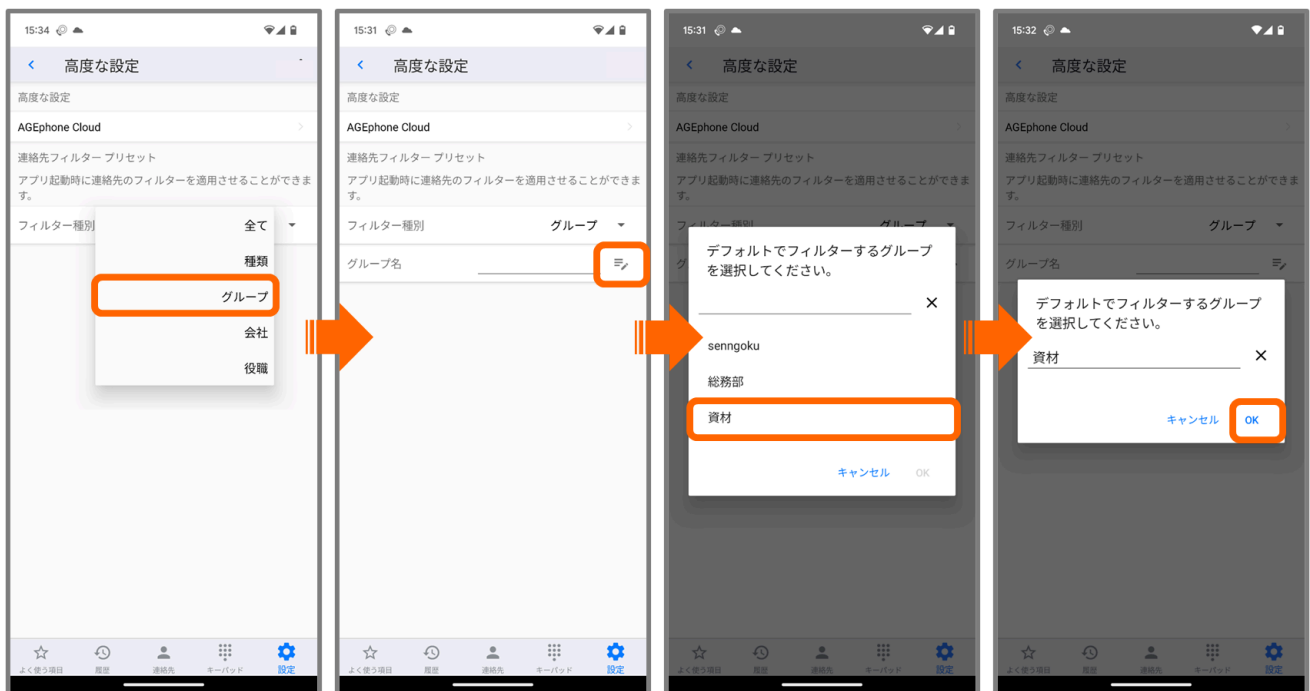 15:34
高度な設定
高度な設定
AGEphone Cloud
連絡先フィルター プリセット
アプリ起動時に連絡先のフィルターを適用させることができま
す。
フィルター種別
全て
種類
グループ
会社
役職
よく使う項目
履歴
連絡先
キーパッド
設定
15:31
高度な設定
高度な設定
AGEphone Cloud
連絡先フィルター プリセット
アプリ起動時に連絡先のフィルターを適用させることができま
す。
フィルター種別
グループ
グループ名
よく使う項目
履歴
連絡先
キーパッド
設定
15:31
高度な設定
高度な設定
AGEphone Cloud
連絡先フィルター プリセット
アプリ起動時に連絡先のフィルターを適用させることができま
す。
フィルター種別
グループ
デフォルトでフィルターするグループ
を選択してください。
senngoku
総務部
資材
キャンセル
OK
よく使う項目
履歴
連絡先
キーパッド
設定
15:32
高度な設定
高度な設定
AGEphone Cloud
連絡先フィルター プリセット
アプリ起動時に連絡先のフィルターを適用させることができま
す。
フィルター種別
グループ
グループ名
デフォルトでフィルターするグループ
を選択してください。
資材
キャンセル
OK
よく使う項目
履歴
連絡先
キーパッド
設定